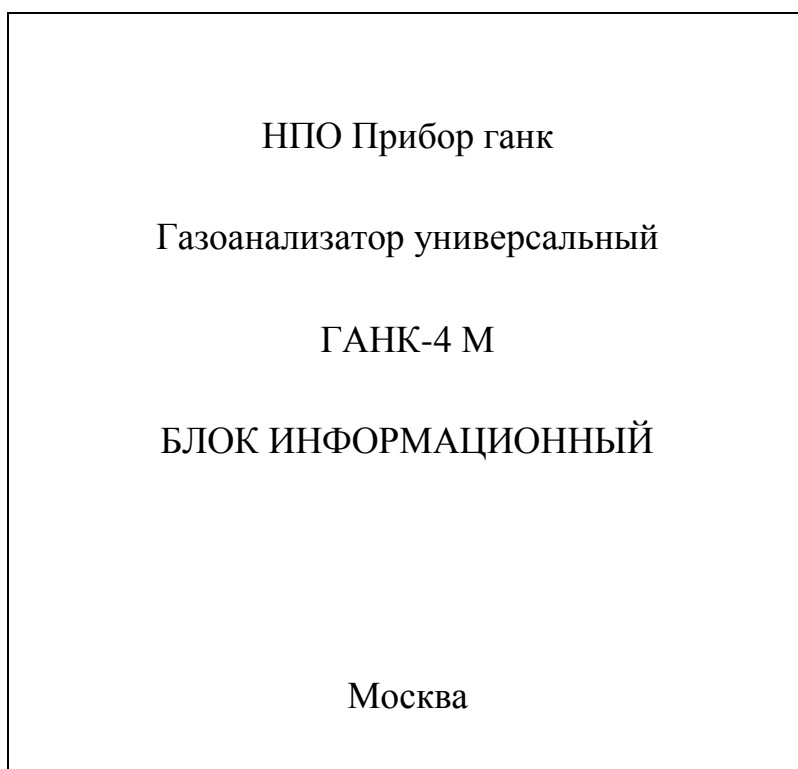 НПО Прибор ганк
Газоанализатор универсальный
ГАНК-4 М
БЛОК ИНФОРМАЦИОННЫЙ
Москва